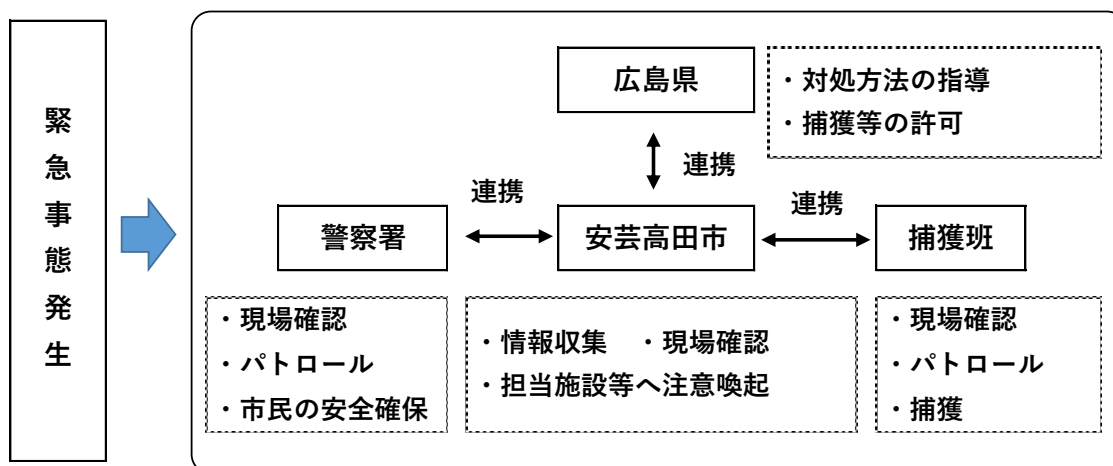 緊急事態発生
広島県
・対処方法の指導
・捕獲等の許可
連携
連携
連携
警察署
安芸高田市
捕獲班
・現場確認
・パトロール
・市民の安全確保
・情報収集　・現場確認
・担当施設等へ注意喚起
・現場確認
・パトロール
・捕獲